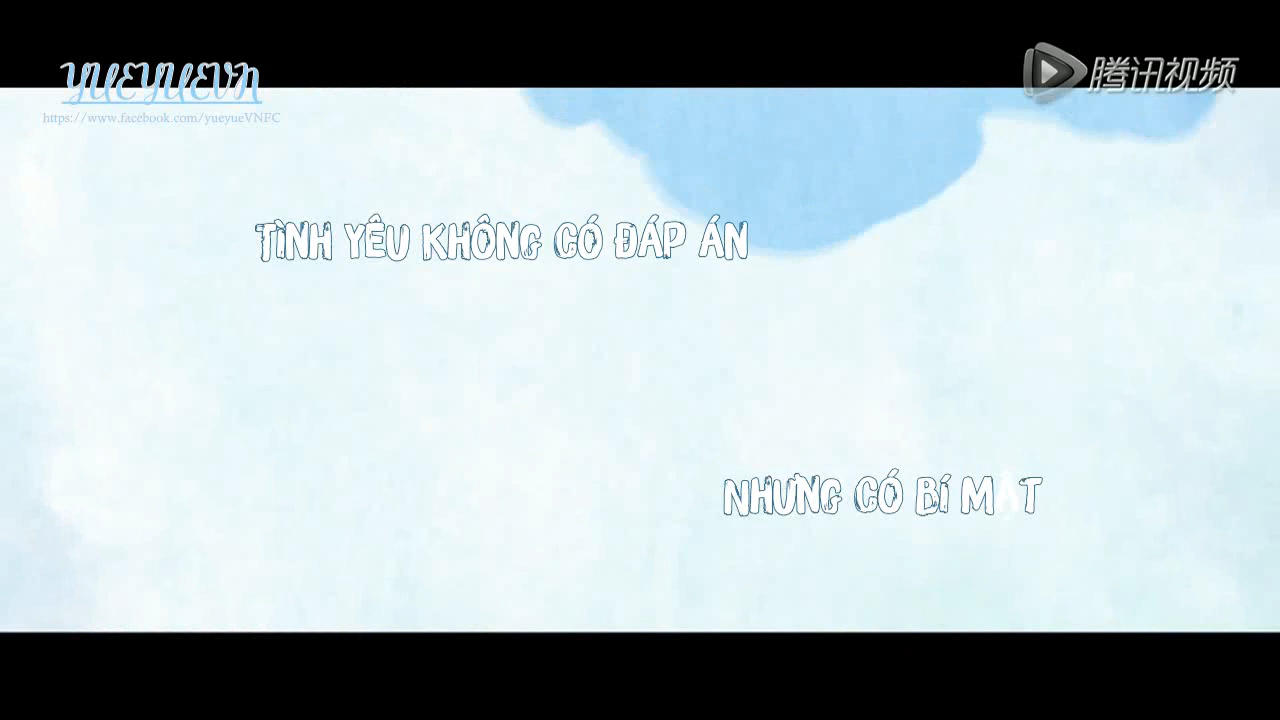 YUEYUEVN
https://www.facebook.com/yueyueVNFC
腾讯视频
TÌNH YÊU KHÔNG CÓ ĐÁP ÁN
NHƯNG CÓ BÍ MẬT